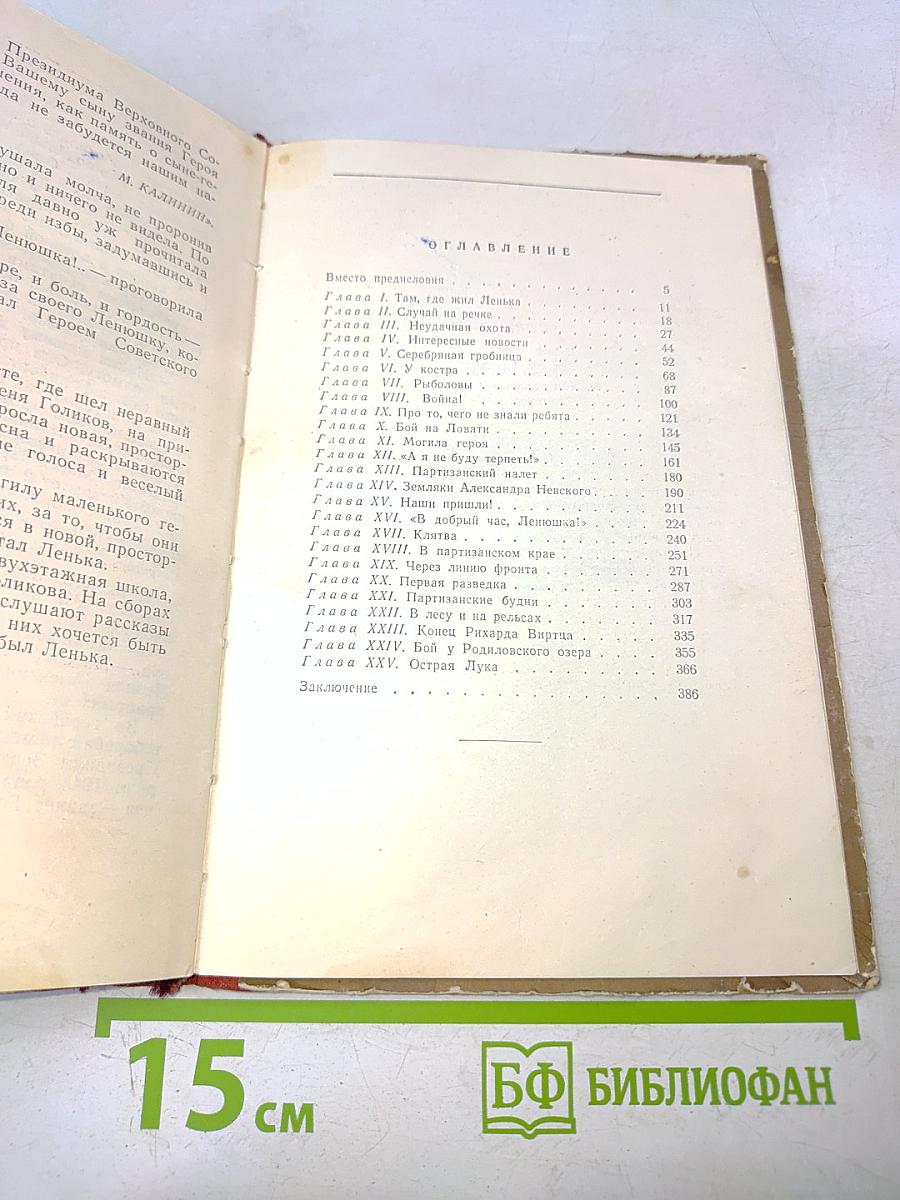 Президиума Верховного Со-
Вашему сыну звания Героя
как память о сыне-ге-
не забудется нашим на-
М. КАЛИНИН».
молча, не проронив
но и ничего не видела. По
давно уж прочитала
реди избы, задумавшись и
Ленюшка!.. — проговорила
ре, и боль, и гордость —
за своего Ленюшку, ко-
Героем Советского
где шел неравный
Голиков, на при-
росла новая, простор-
и раскрываются
голоса и веселый
гилу маленького ге-
их, за то, чтобы они
ся в новой, простор-
тал Ленька.
вухэтажная школа,
оликова. На сборах
слушают рассказы
них хочется быть
был Ленька.
ОГЛАВЛЕНИЕ
Вместо предисловия . . . . . . . . . . . . 5
Глава I. Там, где жил Ленька . . . . . . . . . 11
Глава II. Случай на речке . . . . . . . . . . 18
Глава III. Неудачная охота . . . . . . . . . 27
Глава IV. Интересные новости . . . . . . . . 44
Глава V. Серебряная гробница . . . . . . . . 52
Глава VI. У костра . . . . . . . . . . . . 68
Глава VII. Рыболовы . . . . . . . . . . . 87
Глава VIII. Война! . . . . . . . . . . . . 100
Глава IX. Про то, чего не знали ребята . . . . . 121
Глава X. Бой на Ловати . . . . . . . . . . 134
Глава XI. Могила героя . . . . . . . . . . 145
Глава XII. «А я не буду терпеть!» . . . . . . . 161
Глава XIII. Партизанский налет . . . . . . . . 180
Глава XIV. Земляки Александра Невского . . . . . 190
Глава XV. Наши пришли! . . . . . . . . . . 211
Глава XVI. «В добрый час, Ленюшка!» . . . . . . 224
Глава XVII. Клятва . . . . . . . . . . . . 240
Глава XVIII. В партизанском крае . . . . . . . 251
Глава XIX. Через линию фронта . . . . . . . . 271
Глава XX. Первая разведка . . . . . . . . . 287
Глава XXI. Партизанские будни . . . . . . . . 303
Глава XXII. В лесу и на рельсах . . . . . . . 317
Глава XXIII. Конец Рихарда Виртца . . . . . . 335
Глава XXIV. Бой у Родиловского озера . . . . . 355
Глава XXV. Острая Лука . . . . . . . . . . 366
Заключение . . . . . . . . . . . . . . 386
15 см
БФ БИБЛИОФАН